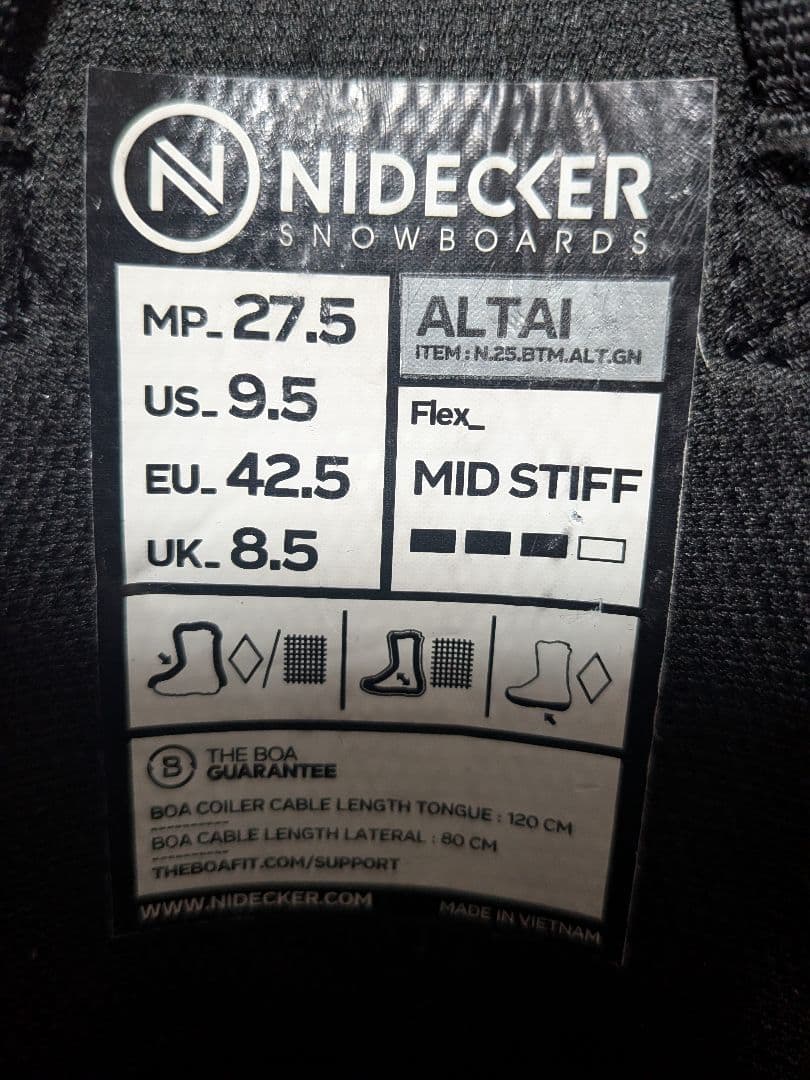 N NIDECKER
SNOWBOARDS
MP_ 27.5
US_ 9.5
EU_ 42.5
UK_ 8.5
ALTAI
ITEM : N.25.BTM.ALT.GN
Flex_
MID STIFF
B THE BOA
GUARANTEE
BOA COILER CABLE LENGTH TONGUE : 120 CM
BOA CABLE LENGTH LATERAL : 80 CM
THEBOAFIT.COM/SUPPORT
WWW.NIDECKER.COM
MADE IN VIETNAM